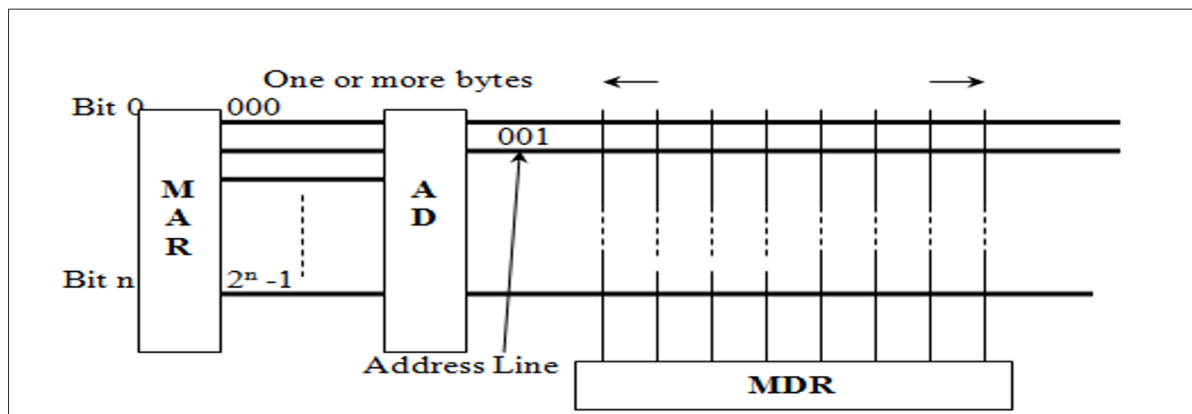 One or more bytes
Bit 0
000
001
M
A
R
A
D
Bit n
2ⁿ -1
Address Line
MDR